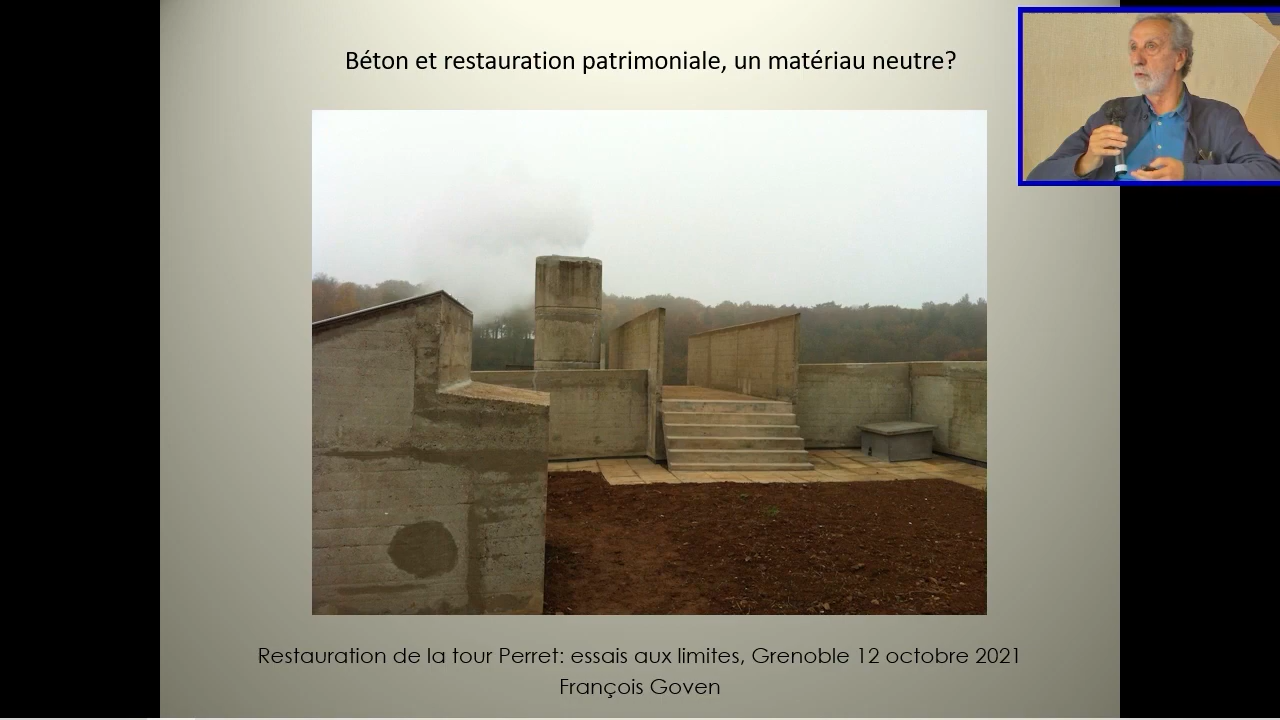 Béton et restauration patrimoniale, un matériau neutre?
Restauration de la tour Perret: essais aux limites, Grenoble 12 octobre 2021
François Goven